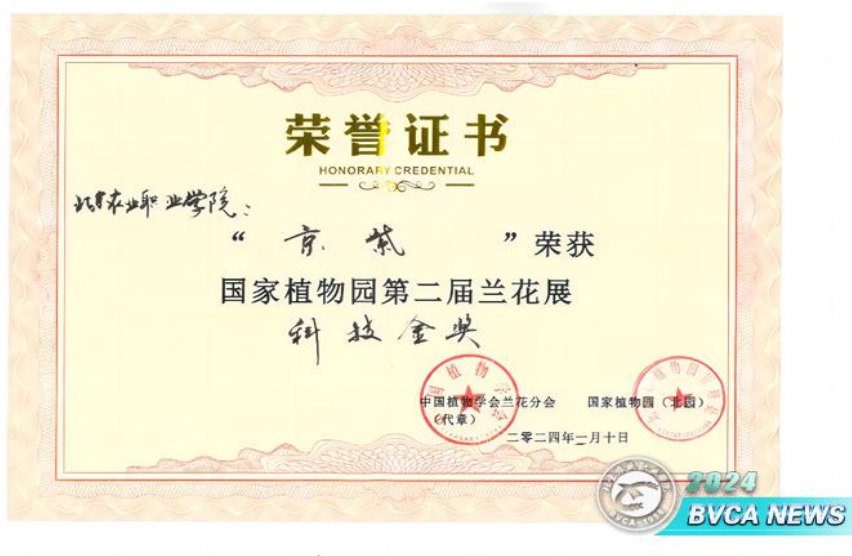 荣誉证书
HONORARY CREDENTIAL
北京农业职业学院：
“京紫”荣获
国家植物园第二届兰花展
科技金奖
中国植物学会兰花分会 国家植物园（北园）
（代章）
二零二四年一月十日
2024
BVCA NEWS
BVCA-1958